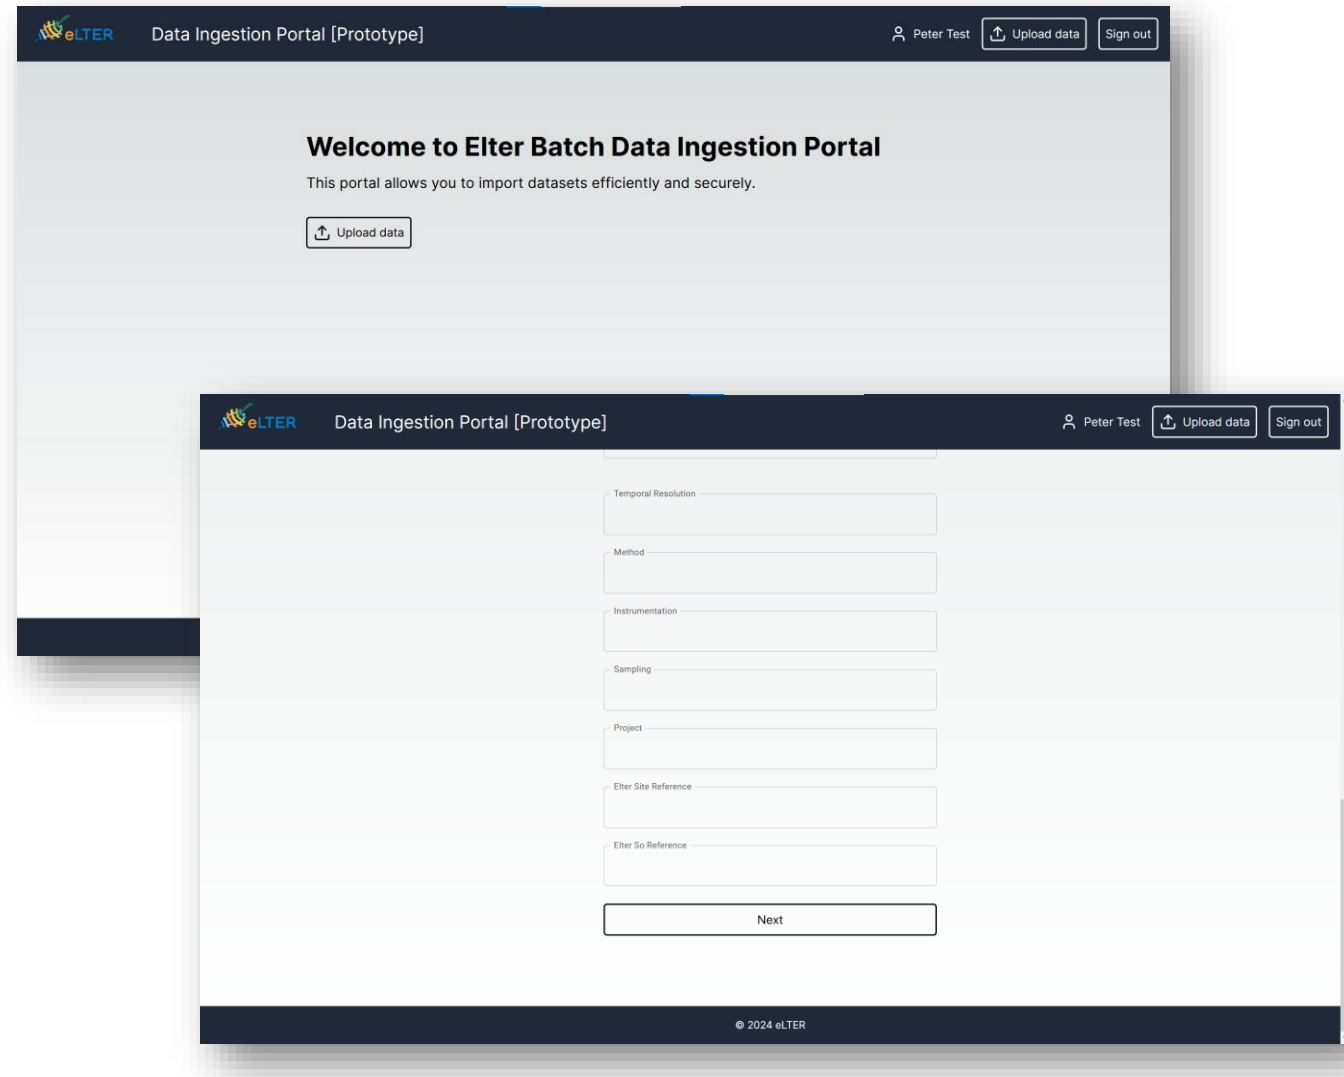 eLTER Data Ingestion Portal [Prototype] Peter Test Upload data Sign out
Welcome to Elter Batch Data Ingestion Portal
This portal allows you to import datasets efficiently and securely.
Upload data
eLTER Data Ingestion Portal [Prototype] Peter Test Upload data Sign out
Temporal Resolution
Method
Instrumentation
Sampling
Project
Elter Site Reference
Elter So Reference
Next
© 2024 eLTER